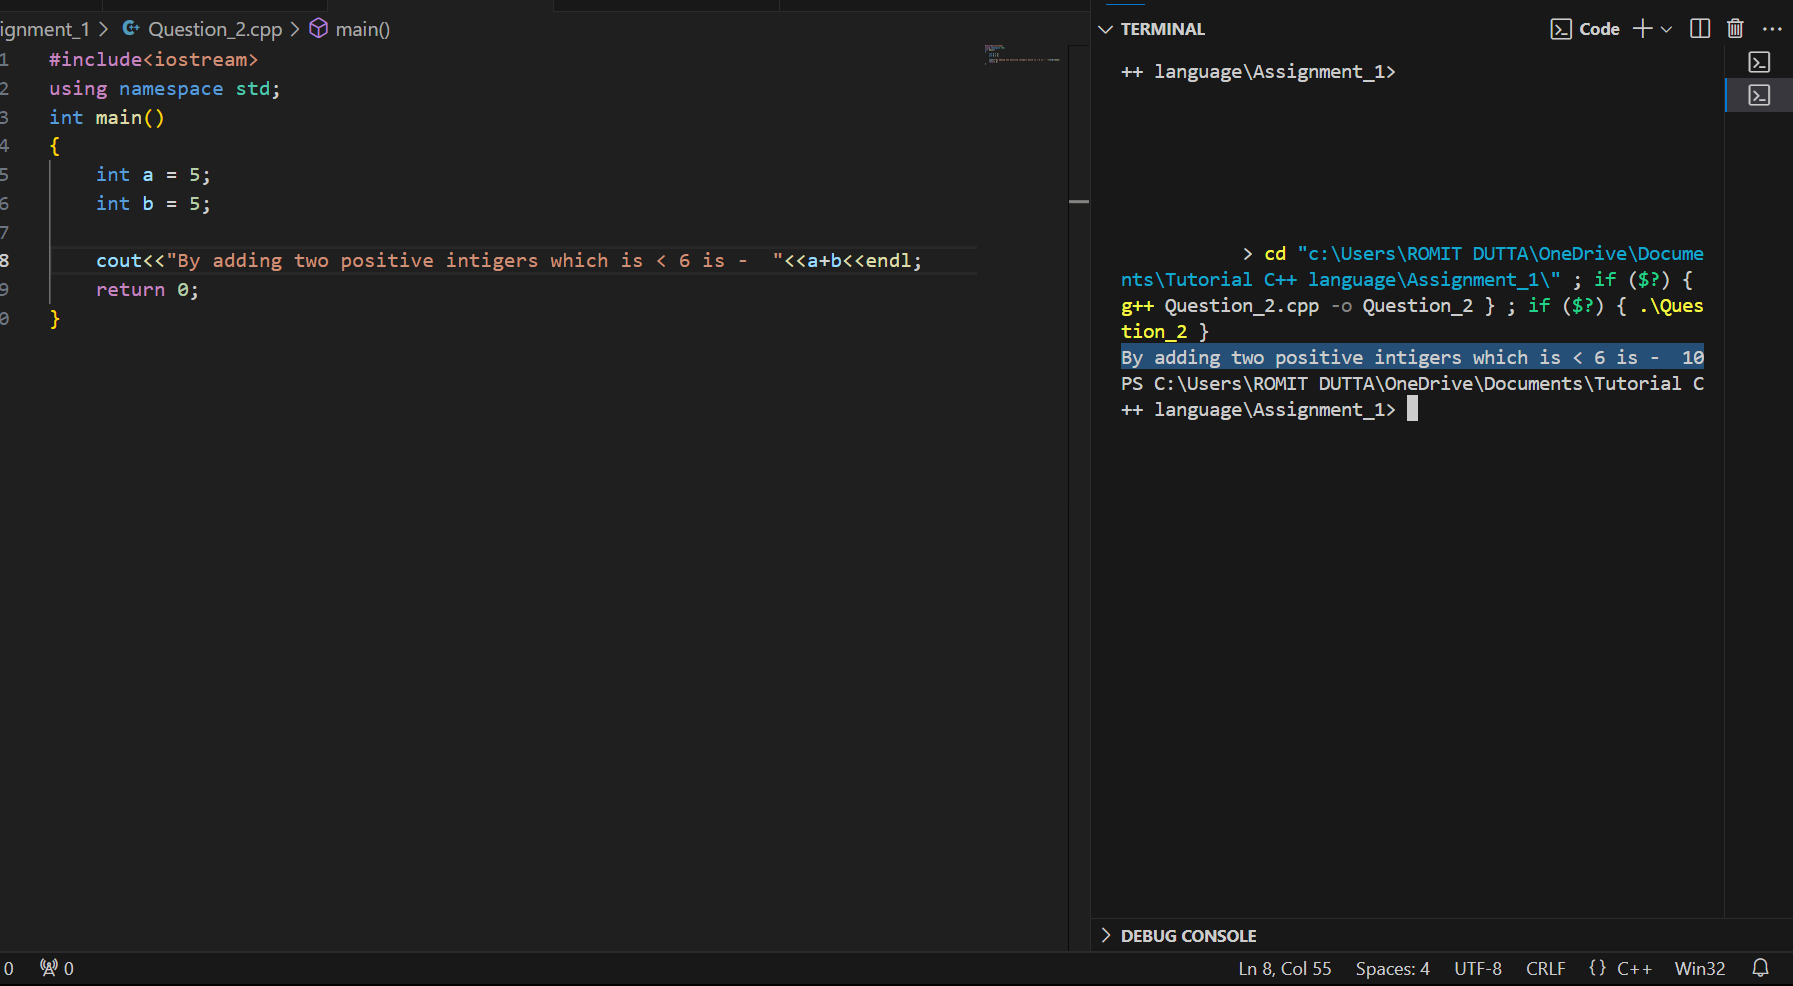 ignment_1 > Question_2.cpp > main()
1 #include<iostream>
2 using namespace std;
3 int main()
4 {
5     int a = 5;
6     int b = 5;
7
8     cout<<"By adding two positive intigers which is < 6 is -  "<<a+b<<endl;
9     return 0;
0 }
TERMINAL
Code
++ language\Assignment_1>
> cd "c:\Users\ROMIT DUTTA\OneDrive\Docume
nts\Tutorial C++ language\Assignment_1\" ; if ($?) {
g++ Question_2.cpp -o Question_2 } ; if ($?) { .\Ques
tion_2 }
By adding two positive intigers which is < 6 is -  10
PS C:\Users\ROMIT DUTTA\OneDrive\Documents\Tutorial C
++ language\Assignment_1>
DEBUG CONSOLE
0 0 Ln 8, Col 55 Spaces: 4 UTF-8 CRLF {} C++ Win32